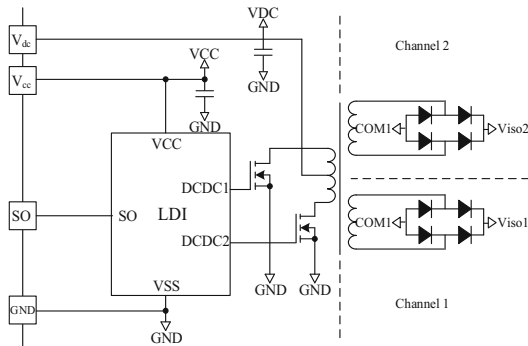 VDC
Vdc
Channel 2
VCC
Vcc
GND
GND
COM1
Viso2
VCC
DCDC1
SO
SO
LDI
GND
COM1
Viso1
DCDC2
VSS
GND
GND
GND
Channel 1
GND